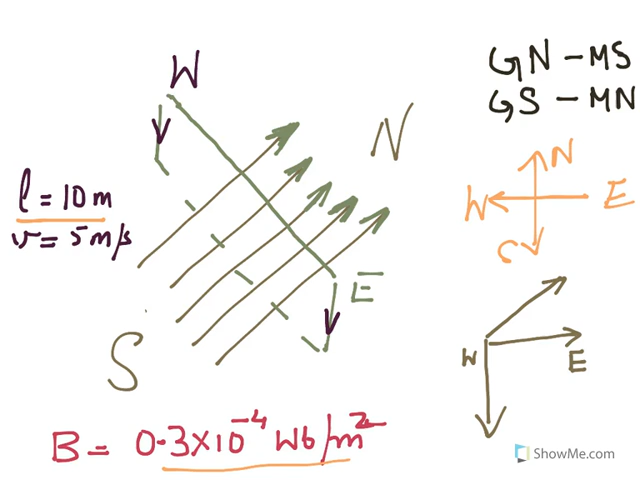 W
GN - MS
GS - MN
N
N
W E
S
l = 10 m
v = 5 m/s
E
W E
S
B = 0.3×10⁻⁴ Wb/m²
ShowMe.com